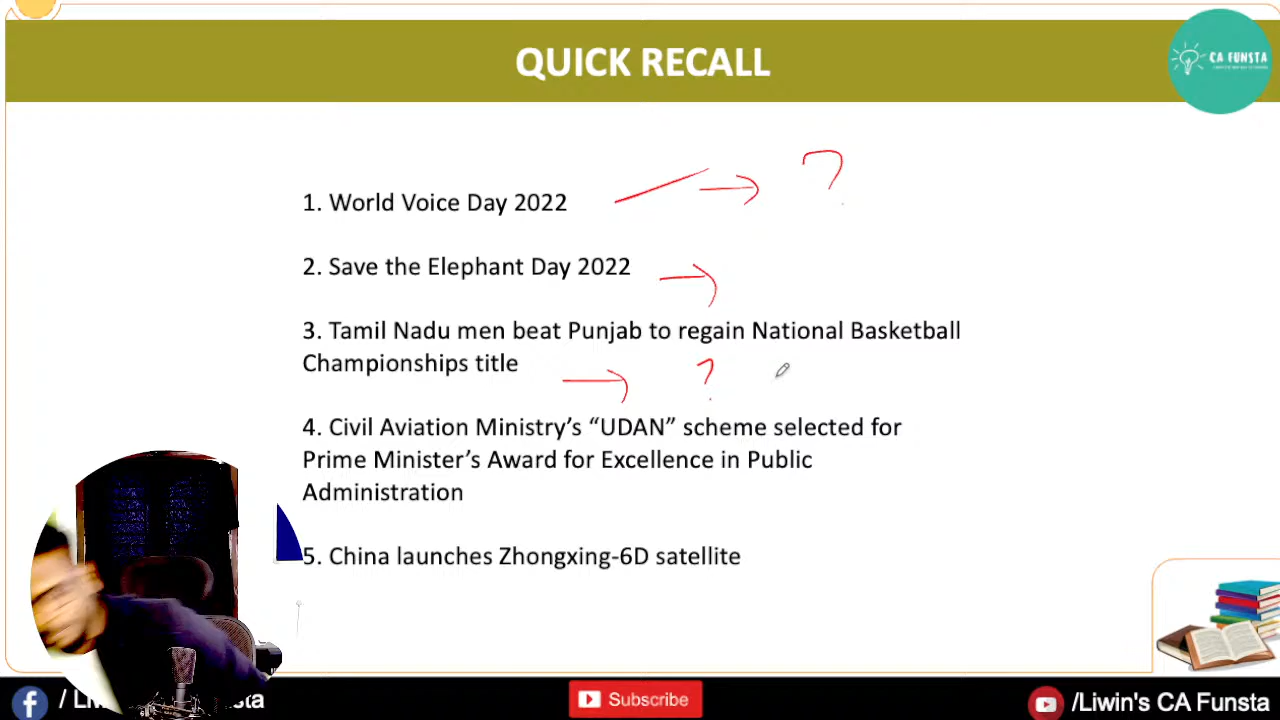 QUICK RECALL
CA FUNSTA
1. World Voice Day 2022
?
2. Save the Elephant Day 2022
3. Tamil Nadu men beat Punjab to regain National Basketball
Championships title
?
4. Civil Aviation Ministry’s “UDAN” scheme selected for
Prime Minister’s Award for Excellence in Public
Administration
5. China launches Zhongxing-6D satellite
Subscribe
/Liwin's CA Funsta